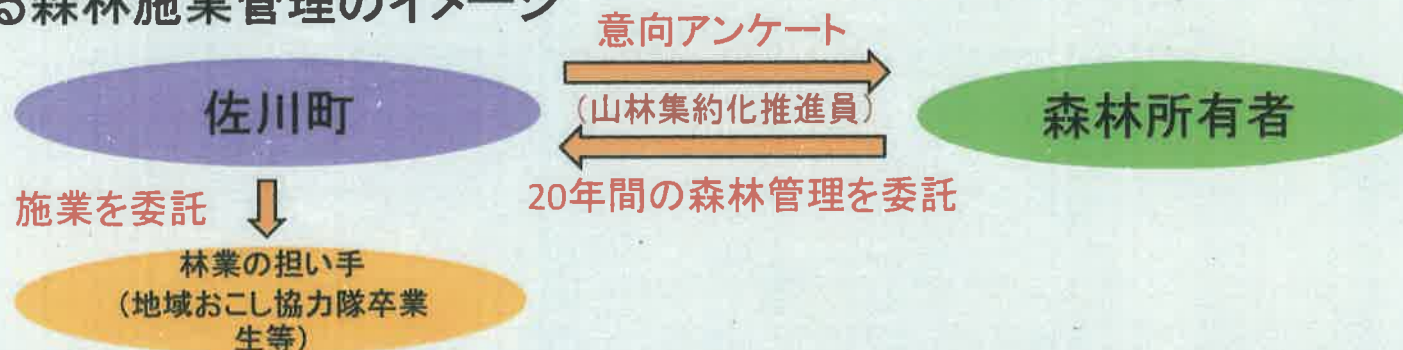 る森林施業管理のイメージ
意向アンケート
佐川町
(山林集約化推進員)
森林所有者
20年間の森林管理を委託
施業を委託
林業の担い手
(地域おこし協力隊卒業
生等)